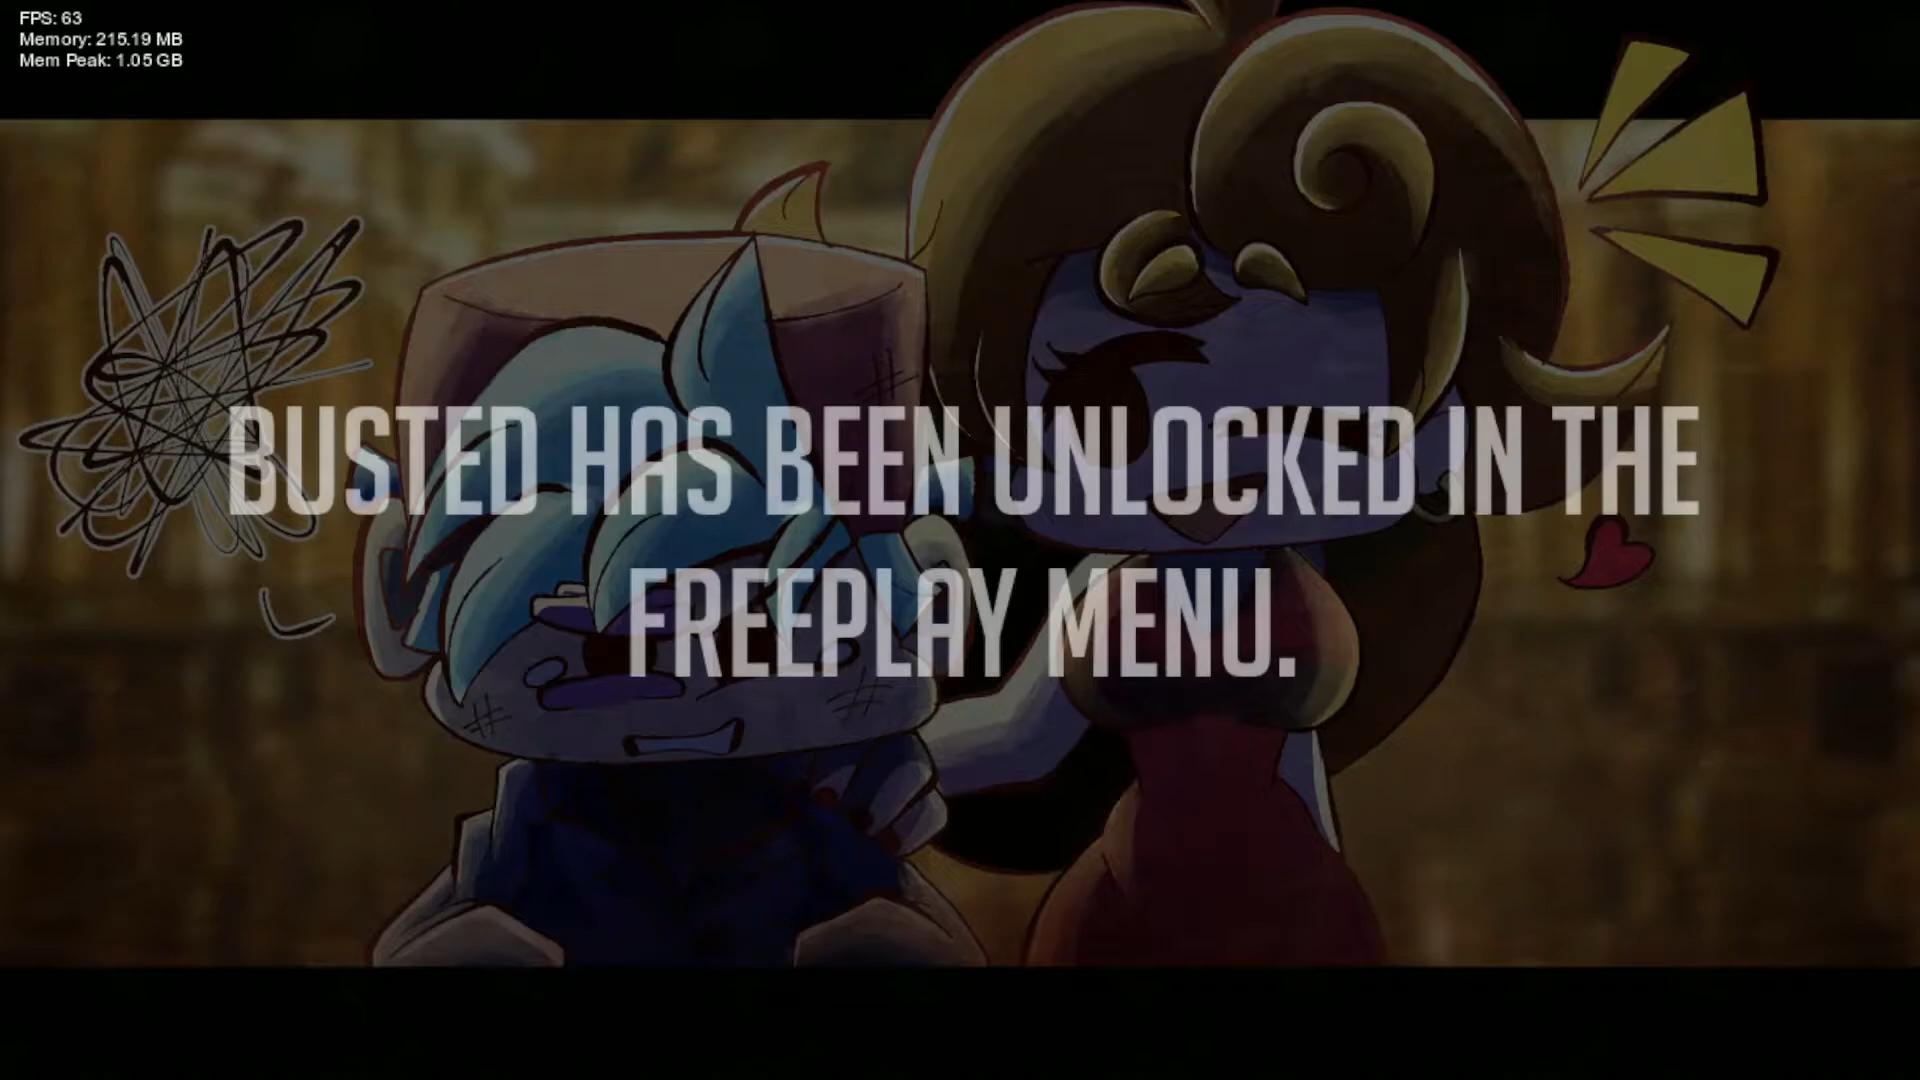 FPS: 63
Memory: 215.19 MB
Mem Peak: 1.05 GB
BUSTED HAS BEEN UNLOCKED IN THE
FREEPLAY MENU.